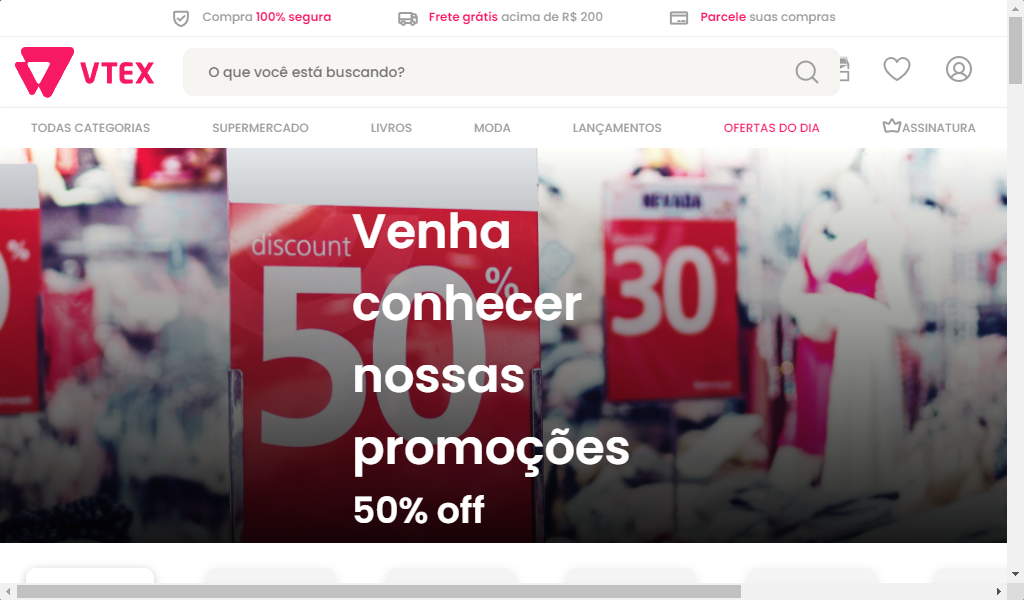 Compra 100% segura
Frete grátis acima de R$ 200
Parcele suas compras
VTEX
O que você está buscando?
TODAS CATEGORIAS
SUPERMERCADO
LIVROS
MODA
LANÇAMENTOS
OFERTAS DO DIA
ASSINATURA
discount
50%
NEVADA
30%
%
Venha
conhecer
nossas
promoções
50% off